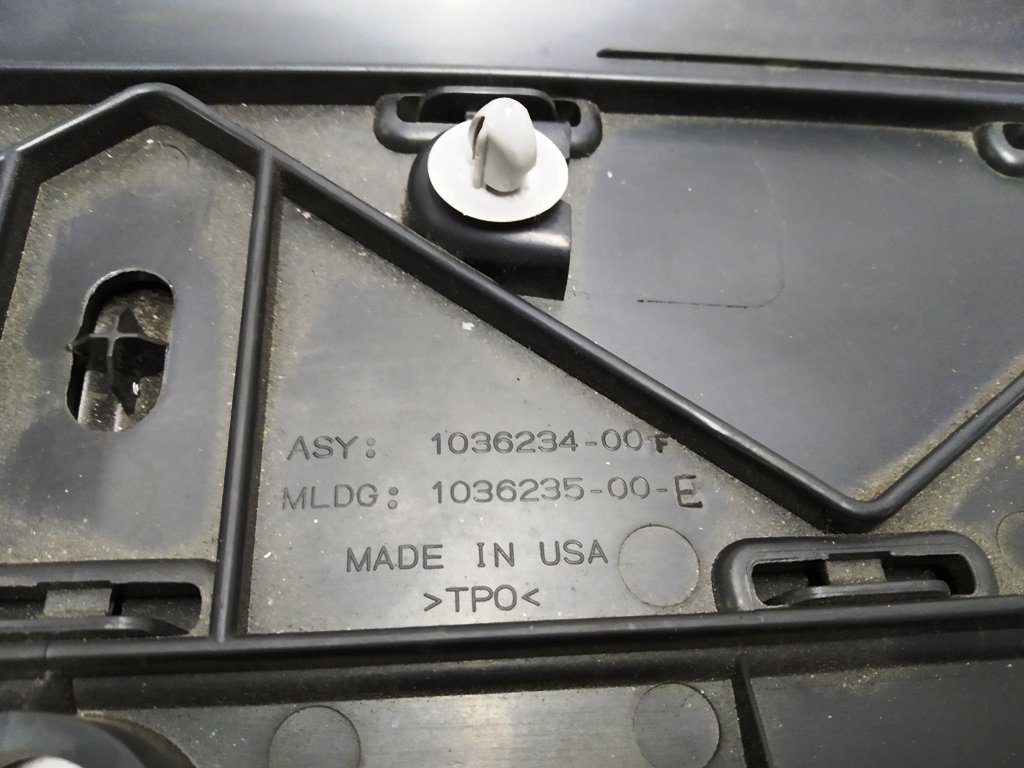 ASY: 1036234-00-F
MLDG: 1036235-00-E
MADE IN USA
>TPO<